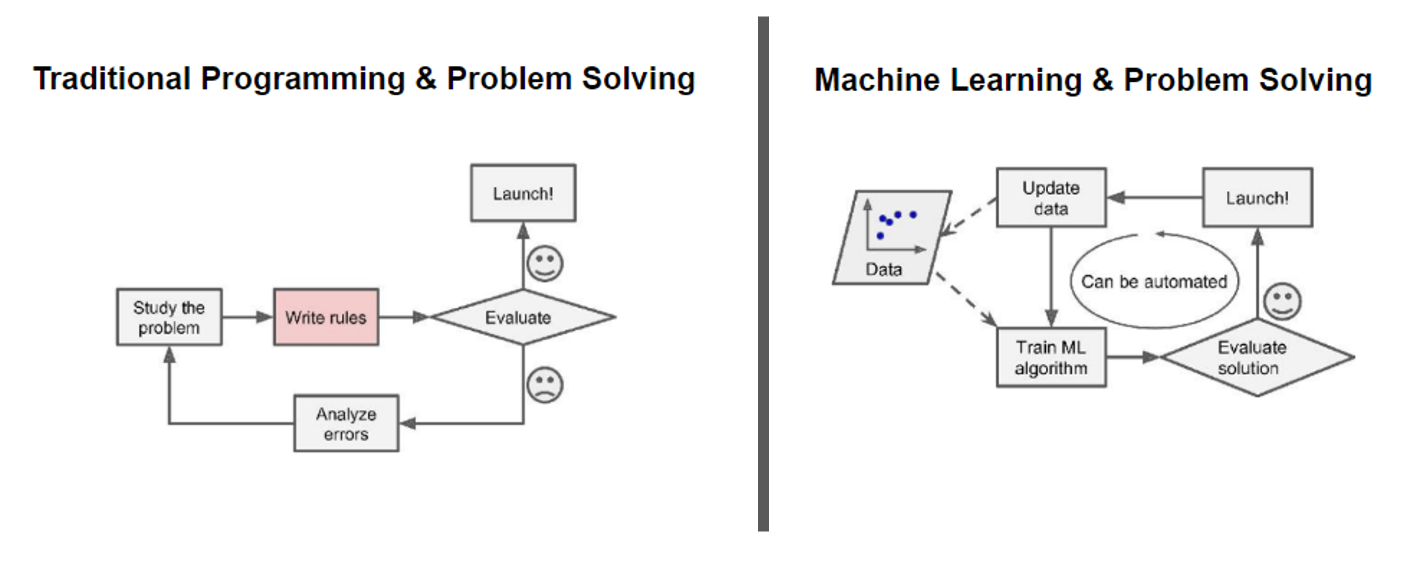 Traditional Programming & Problem Solving
Launch!
Study the
problem
Write rules
Evaluate
Analyze
errors
Machine Learning & Problem Solving
Update
data
Launch!
Data
Can be automated
Train ML
algorithm
Evaluate
solution